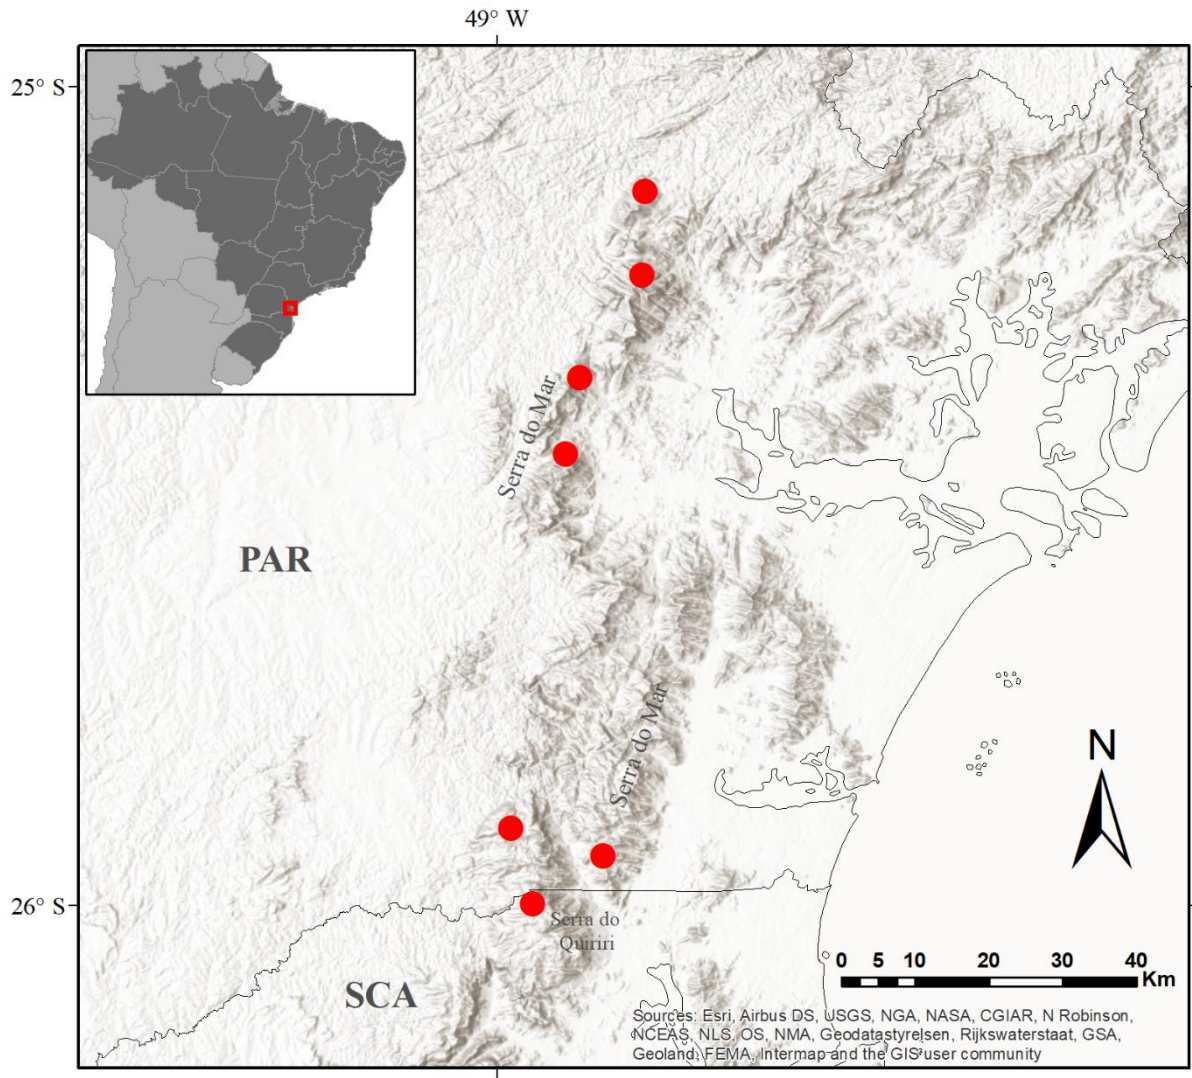 49° W
25° S
Serra do Mar
PAR
Serra do Mar
N
26° S
Serra do
Quiriri
SCA
0 5 10 20 30 40
Km
Sources: Esri, Airbus DS, USGS, NGA, NASA, CGIAR, N Robinson,
NCEAS, NLS, OS, NMA, Geodatastyrelsen, Rijkswaterstaat, GSA,
Geoland, FEMA, Intermap and the GIS user community